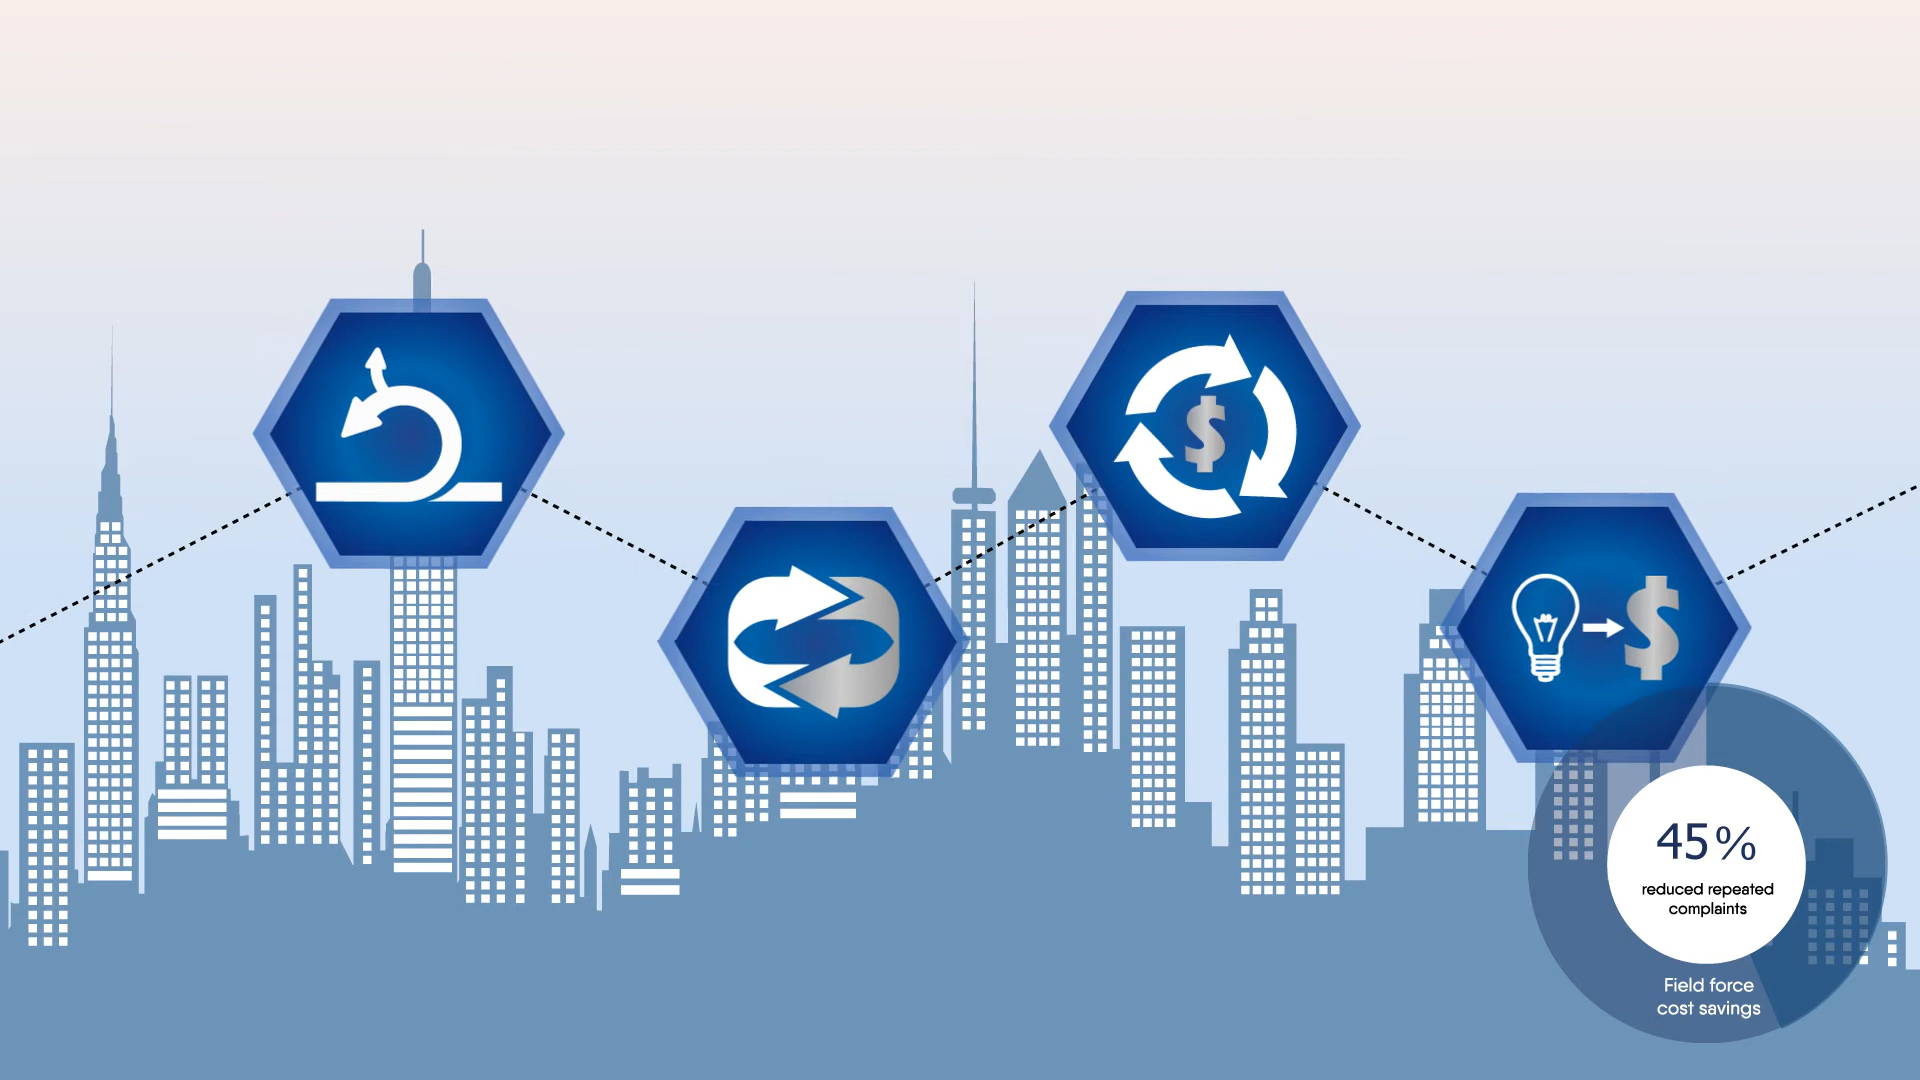 $
$
45%
reduced repeated
complaints
Field force
cost savings